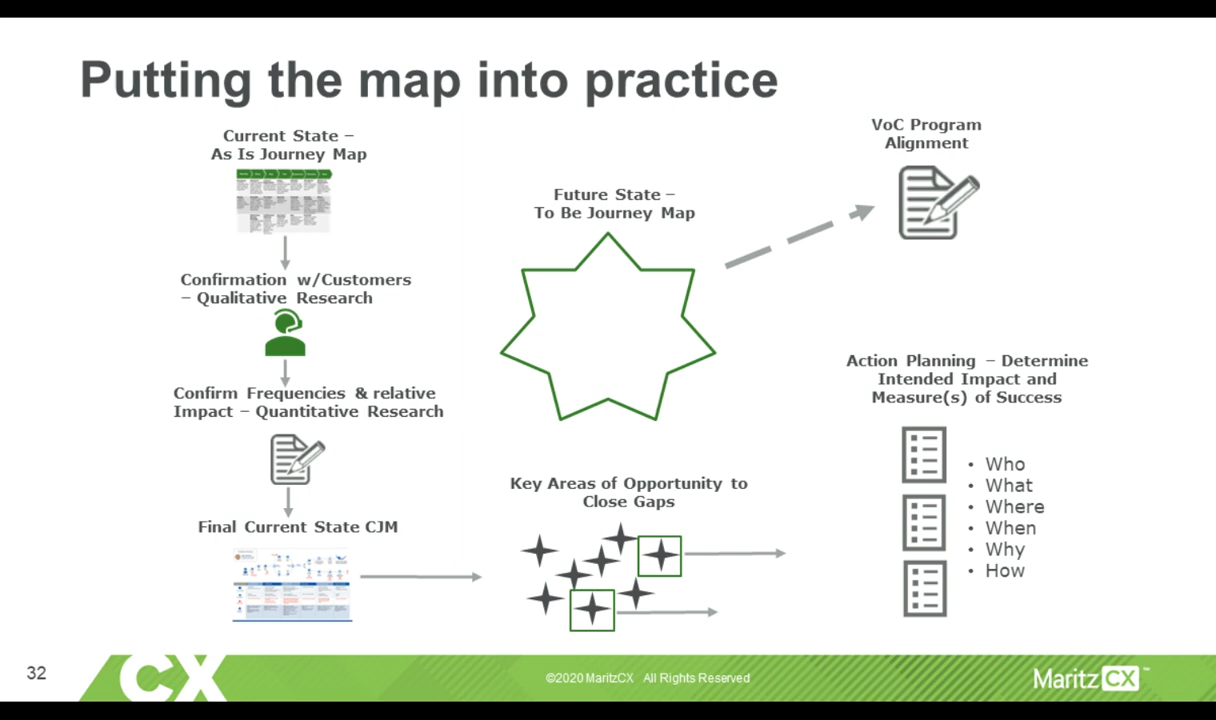 Putting the map into practice
Current State –
As Is Journey Map
Confirmation w/Customers
– Qualitative Research
Confirm Frequencies & relative
Impact – Quantitative Research
Final Current State CJM
Future State –
To Be Journey Map
Key Areas of Opportunity to
Close Gaps
VoC Program
Alignment
Action Planning – Determine
Intended Impact and
Measure(s) of Success
• Who
• What
• Where
• When
• Why
• How
32
CX
©2020 MaritzCX All Rights Reserved
MaritzCX™